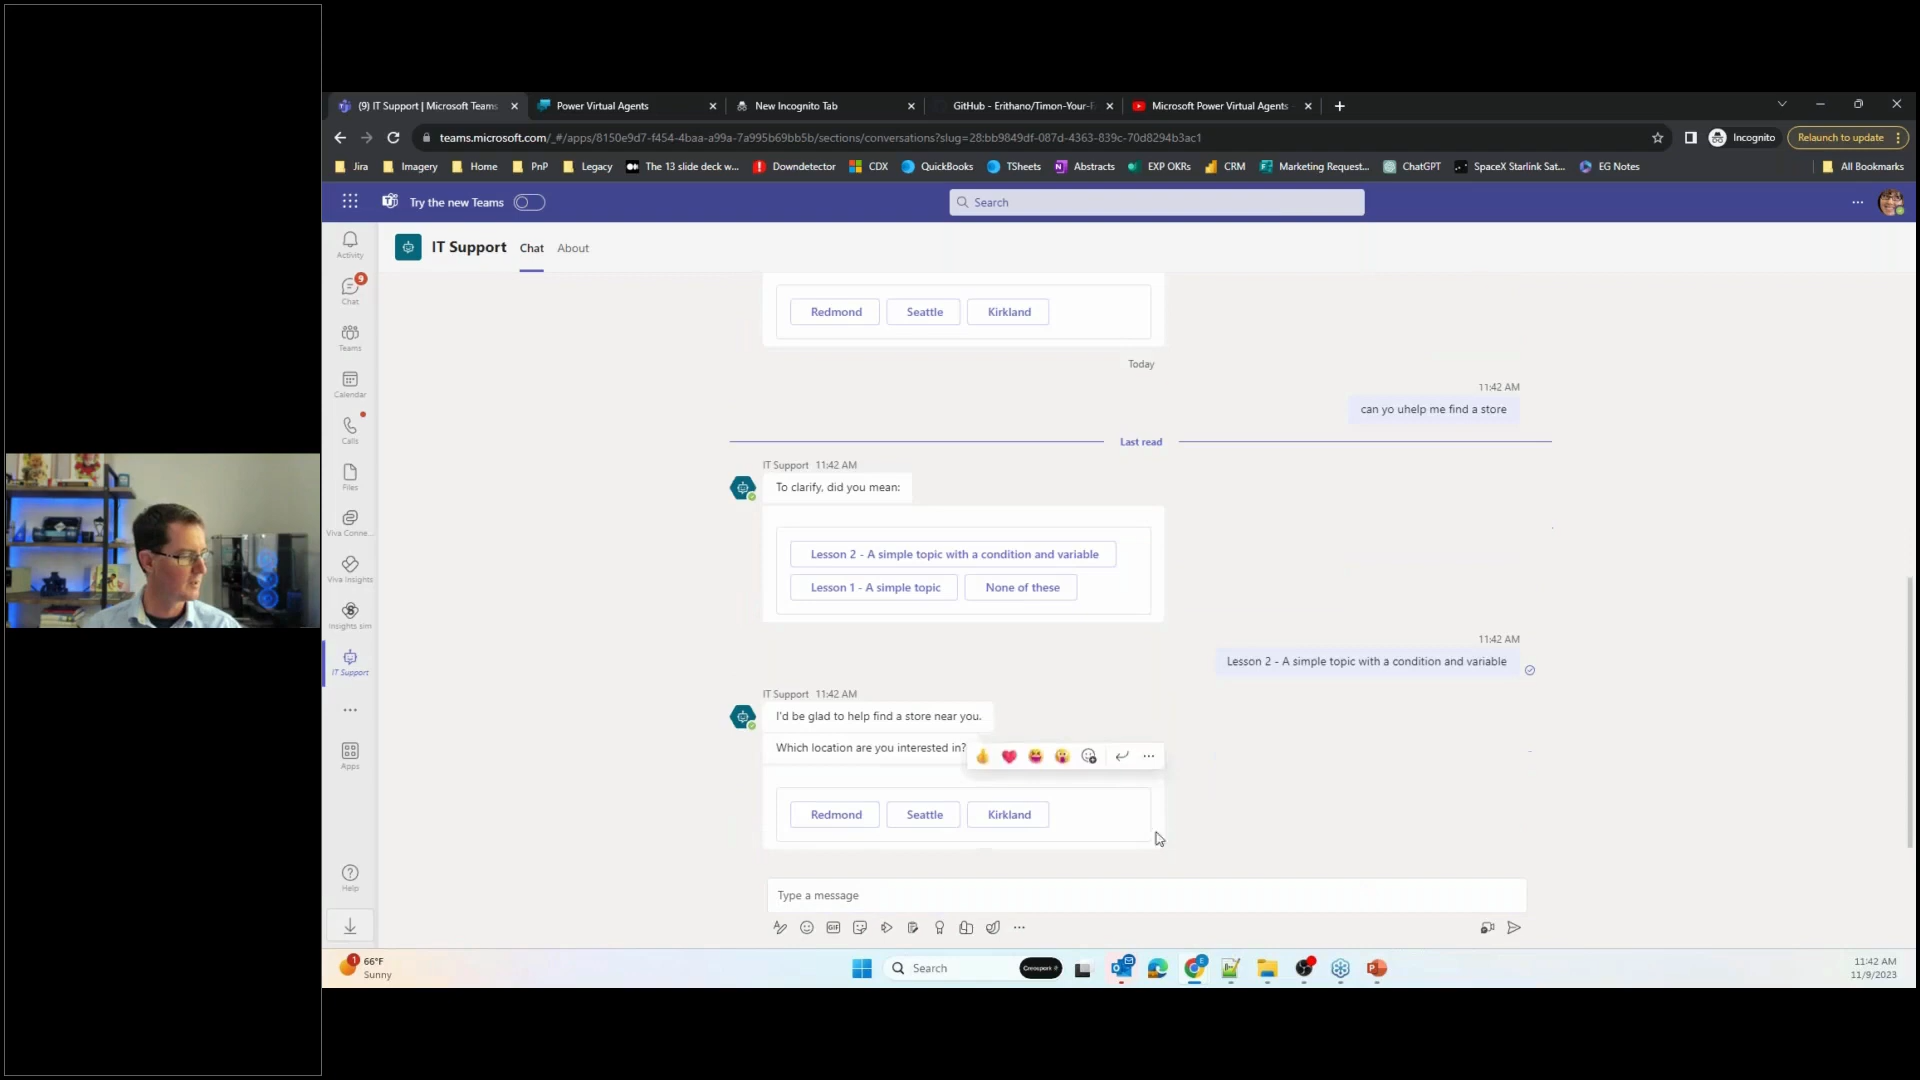 (9) IT Support | Microsoft Teams
Power Virtual Agents
New Incognito Tab
GitHub - Erithano/Timon-Your-F
Microsoft Power Virtual Agents
teams.microsoft.com/_#/apps/8150e9d7-f454-4baa-a99a-7a995b69bb5b/sections/conversations?slug=28:bb9849df-087d-4363-839c-70d8294b3ac1
Incognito
Relaunch to update
Jira
Imagery
Home
PnP
Legacy
The 13 slide deck w...
Downdetector
CDX
QuickBooks
TSheets
Abstracts
EXP OKRs
CRM
Marketing Request...
ChatGPT
SpaceX Starlink Sat...
EG Notes
All Bookmarks
Try the new Teams
Search
Activity
Chat
9
Teams
Calendar
Calls
Files
Viva Conne...
Viva Insights
Insights sim
IT Support
Apps
Help
IT Support
Chat
About
Redmond
Seattle
Kirkland
Today
11:42 AM
can yo uhelp me find a store
Last read
IT Support 11:42 AM
To clarify, did you mean:
Lesson 2 - A simple topic with a condition and variable
Lesson 1 - A simple topic
None of these
11:42 AM
Lesson 2 - A simple topic with a condition and variable
IT Support 11:42 AM
I'd be glad to help find a store near you.
Which location are you interested in?
Redmond
Seattle
Kirkland
Type a message
GIF
1
66°F
Sunny
Search
11:42 AM
11/9/2023